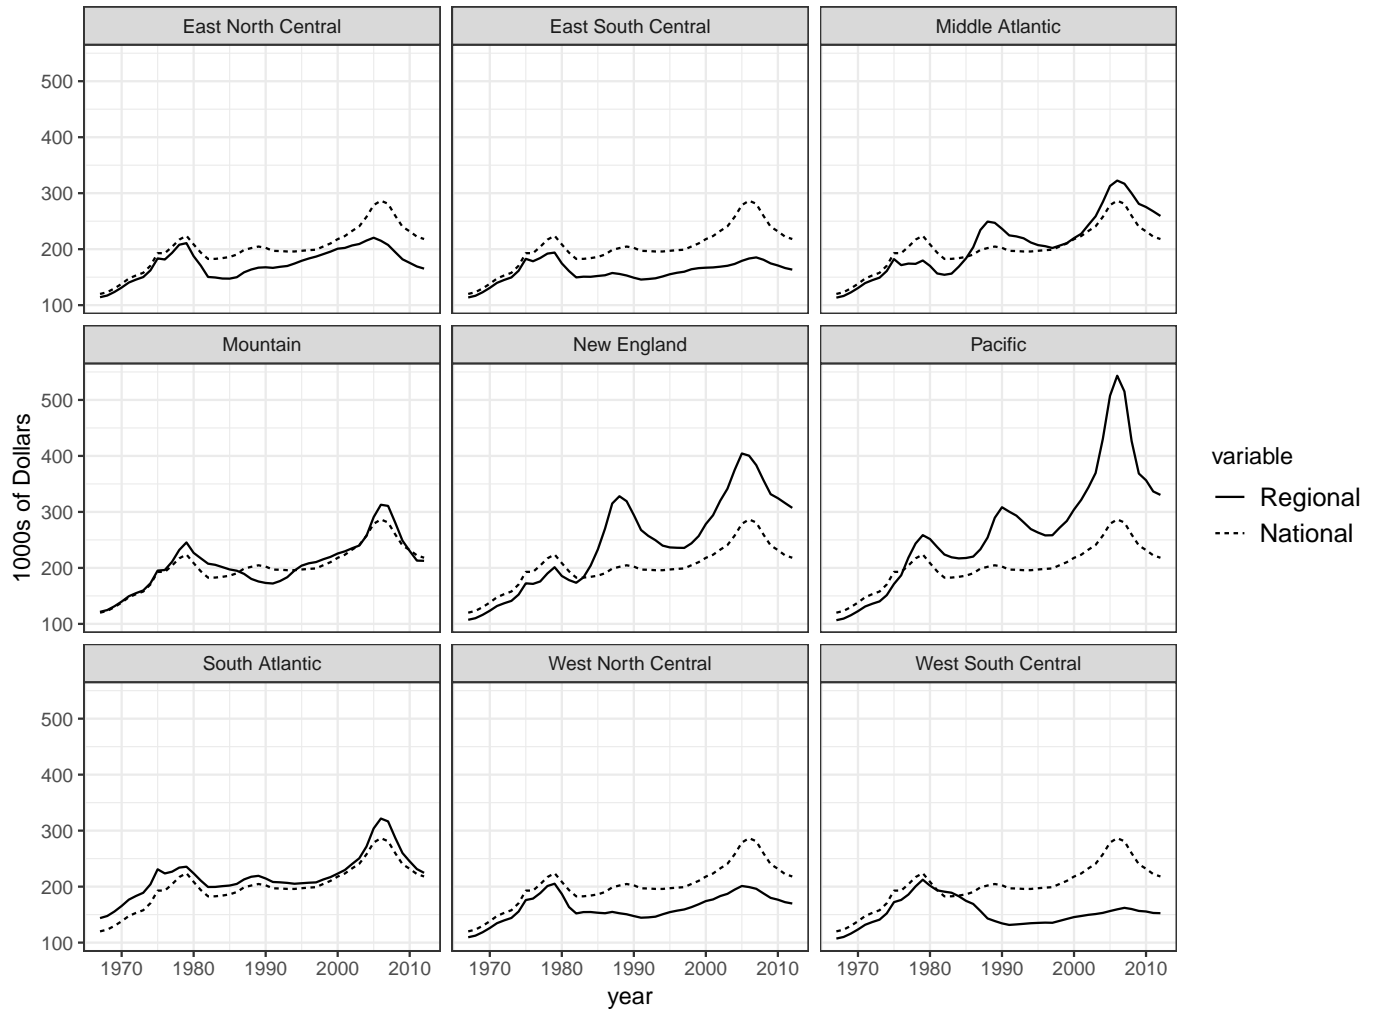 East North Central
East South Central
Middle Atlantic
500
400
300
200
100
Mountain
New England
Pacific
500
400
300
200
100
1000s of Dollars
South Atlantic
West North Central
West South Central
500
400
300
200
100
1970 1980 1990 2000 2010
1970 1980 1990 2000 2010
1970 1980 1990 2000 2010
year
variable
Regional
National